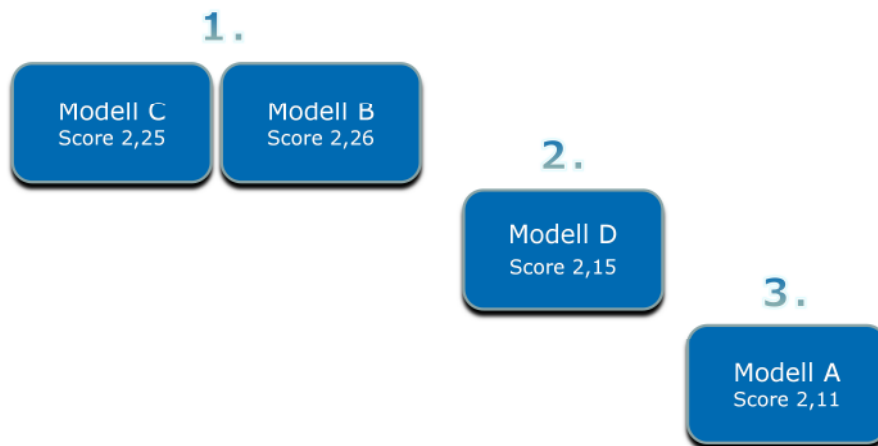 1.
Modell C
Score 2,25
Modell B
Score 2,26
2.
Modell D
Score 2,15
3.
Modell A
Score 2,11